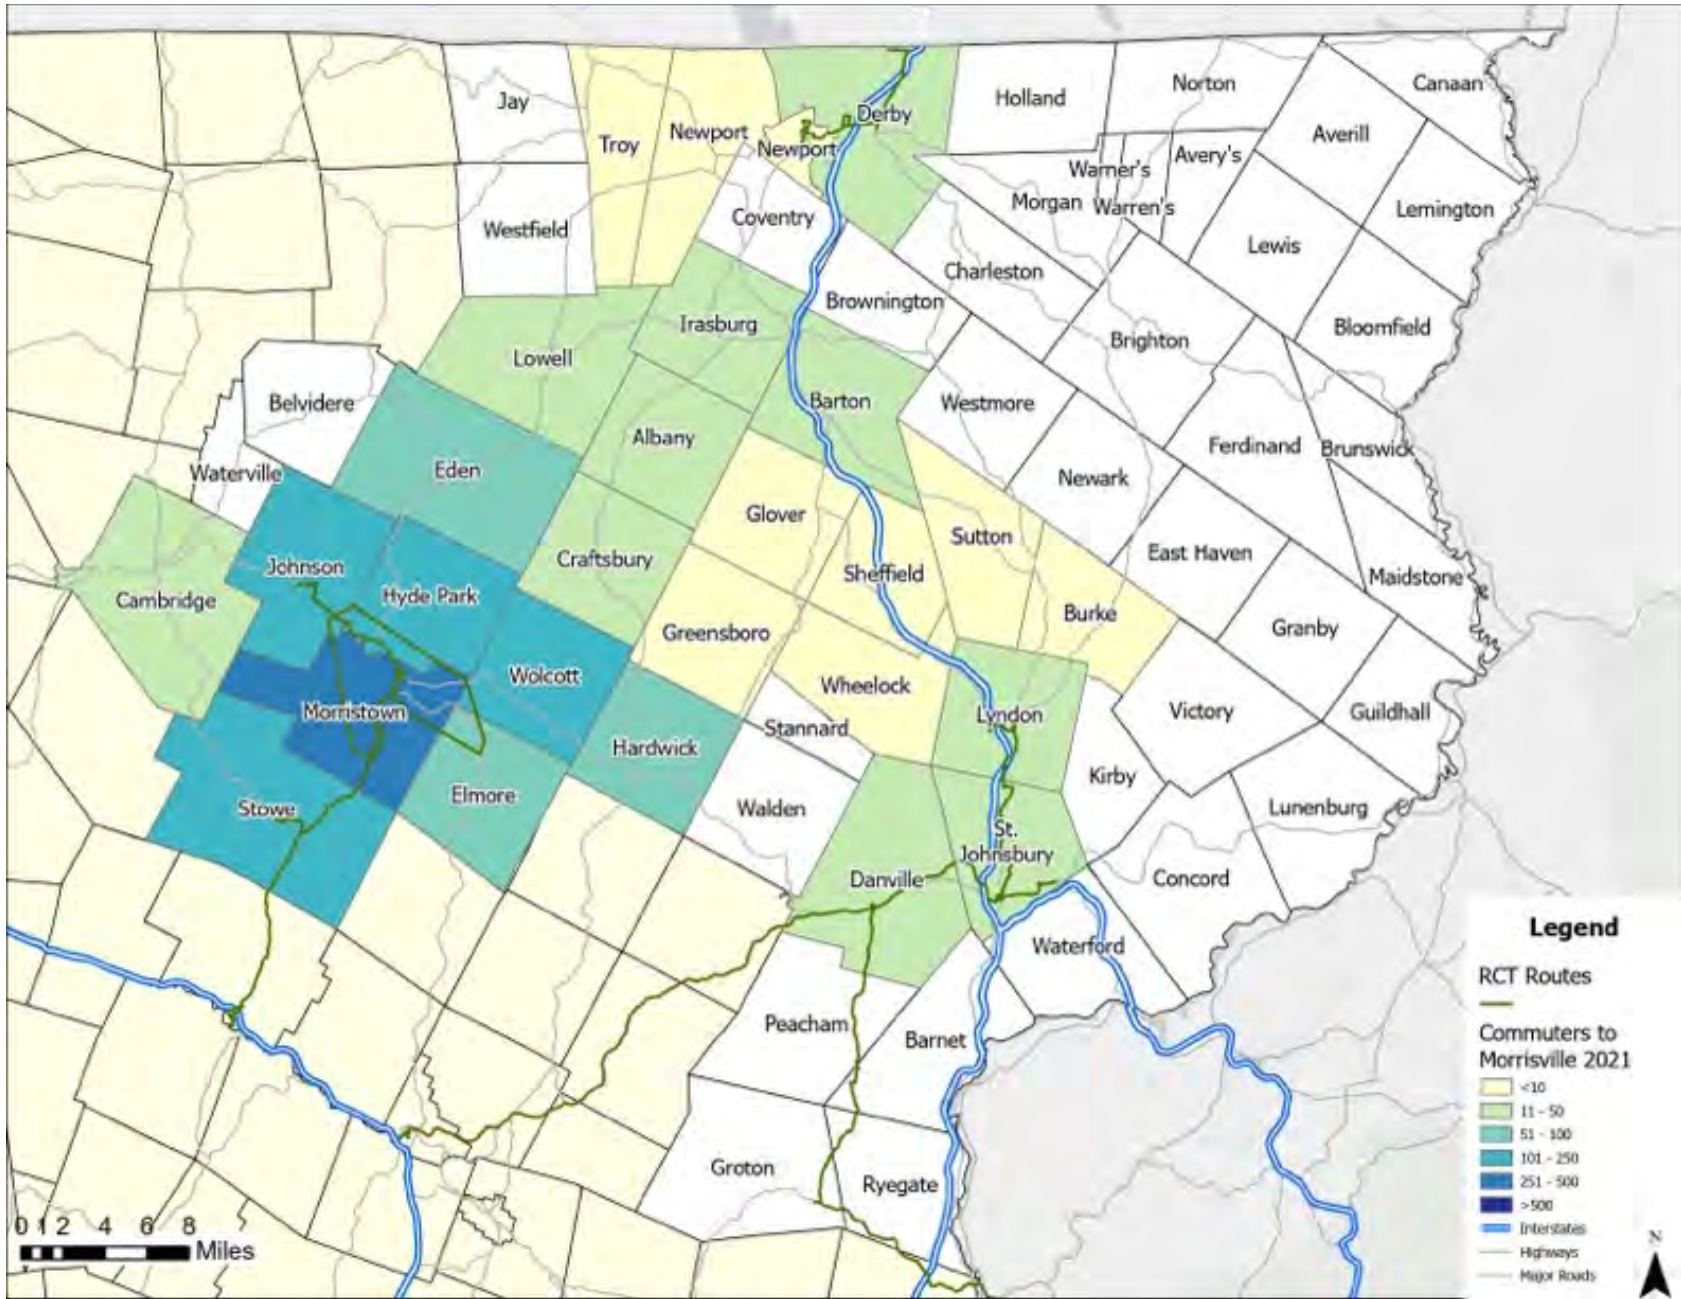 Jay
Holland
Norton
Canaan
Troy
Newport
Newport
Derby
Averill
Warner's
Avery's
Morgan
Warren's
Lemington
Westfield
Coventry
Lewis
Charleston
Brownington
Bloomfield
Irasburg
Brighton
Lowell
Belvidere
Barton
Westmore
Albany
Ferdinand
Brunswick
Waterville
Eden
Newark
Glover
Sutton
East Haven
Craftsbury
Johnson
Sheffield
Maidstone
Cambridge
Hyde Park
Burke
Granby
Greensboro
Wolcott
Wheelock
Morristown
Lyndon
Victory
Guildhall
Stannard
Hardwick
Kirby
Elmore
Stowe
Walden
Lunenburg
St.
Johnsbury
Danville
Concord
Waterford
Peacham
Barnet
Groton
Ryegate
Legend
RCT Routes
Commuters to
Morrisville 2021
<10
11 - 50
51 - 100
101 - 250
251 - 500
>500
Interstates
Highways
Major Roads
N
0 1 2 4 6 8
Miles